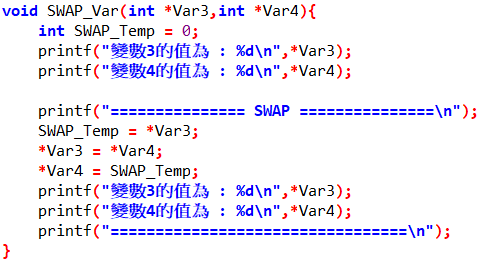 void SWAP_Var(int *Var3,int *Var4){
    int SWAP_Temp = 0;
    printf("變數3的值為 : %d\n",*Var3);
    printf("變數4的值為 : %d\n",*Var4);

    printf("=============== SWAP ===============\n");
    SWAP_Temp = *Var3;
    *Var3 = *Var4;
    *Var4 = SWAP_Temp;
    printf("變數3的值為 : %d\n",*Var3);
    printf("變數4的值為 : %d\n",*Var4);
    printf("=================================\n");
}